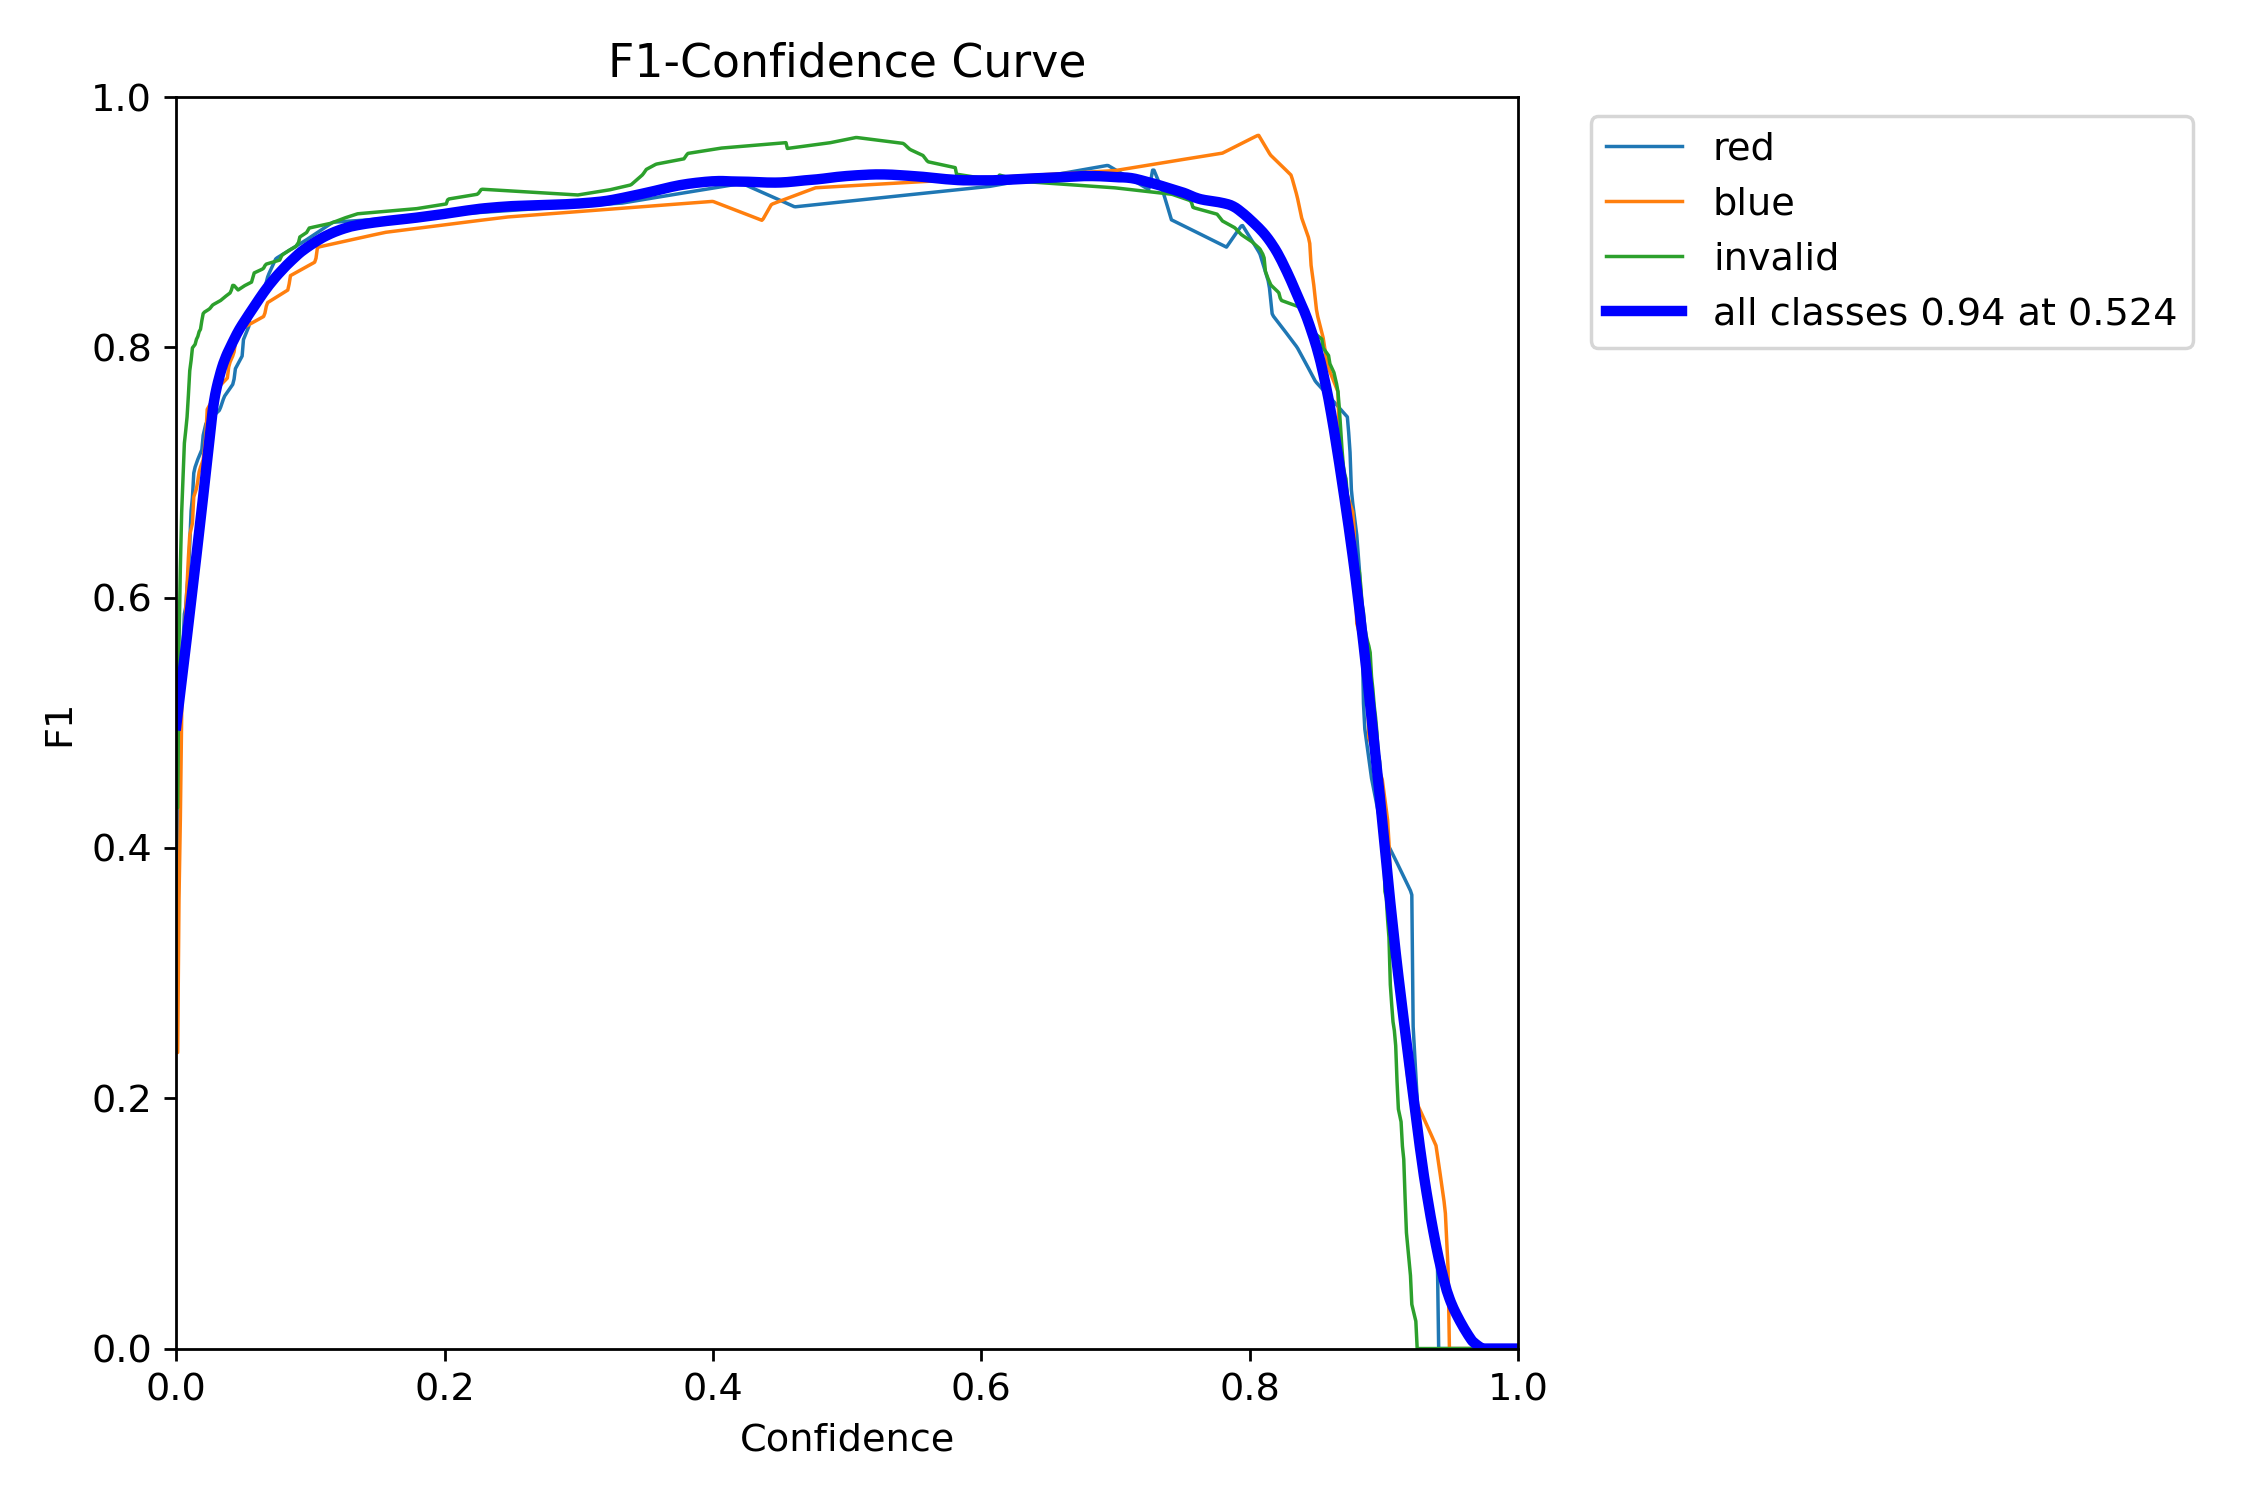 F1-Confidence Curve
1.0
0.8
0.6
0.4
0.2
0.0
F1
0.0 0.2 0.4 0.6 0.8 1.0
Confidence
red
blue
invalid
all classes 0.94 at 0.524